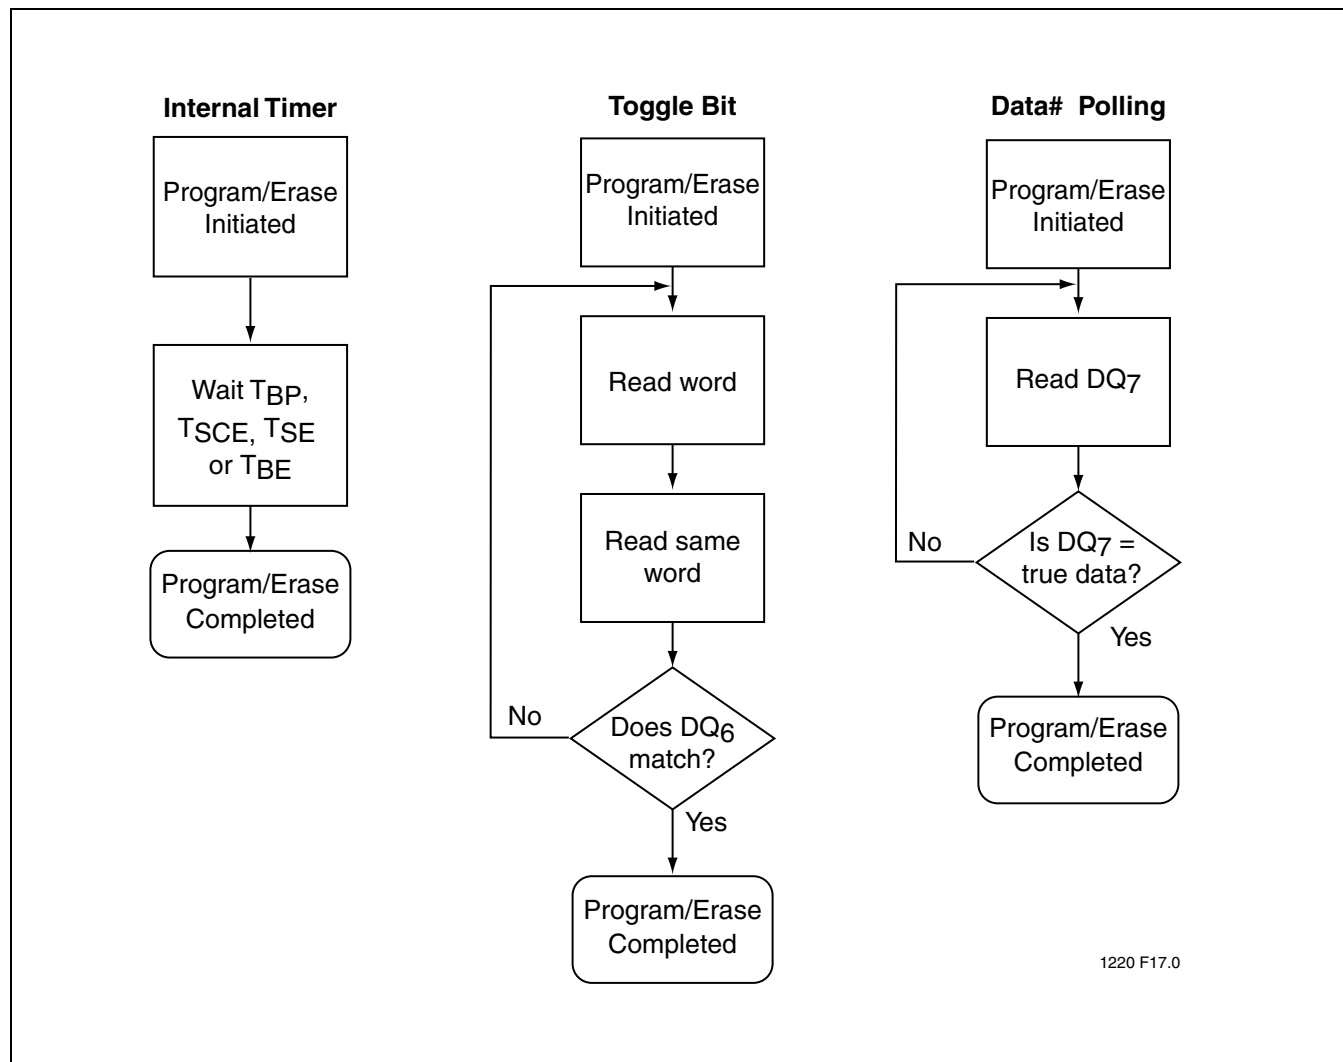 Internal Timer
Program/Erase
Initiated
Wait TBP,
TSCE, TSE
or TBE
Program/Erase
Completed
Toggle Bit
Program/Erase
Initiated
Read word
Read same
word
Does DQ6
match?
No
Yes
Program/Erase
Completed
Data# Polling
Program/Erase
Initiated
Read DQ7
Is DQ7 =
true data?
No
Yes
Program/Erase
Completed
1220 F17.0